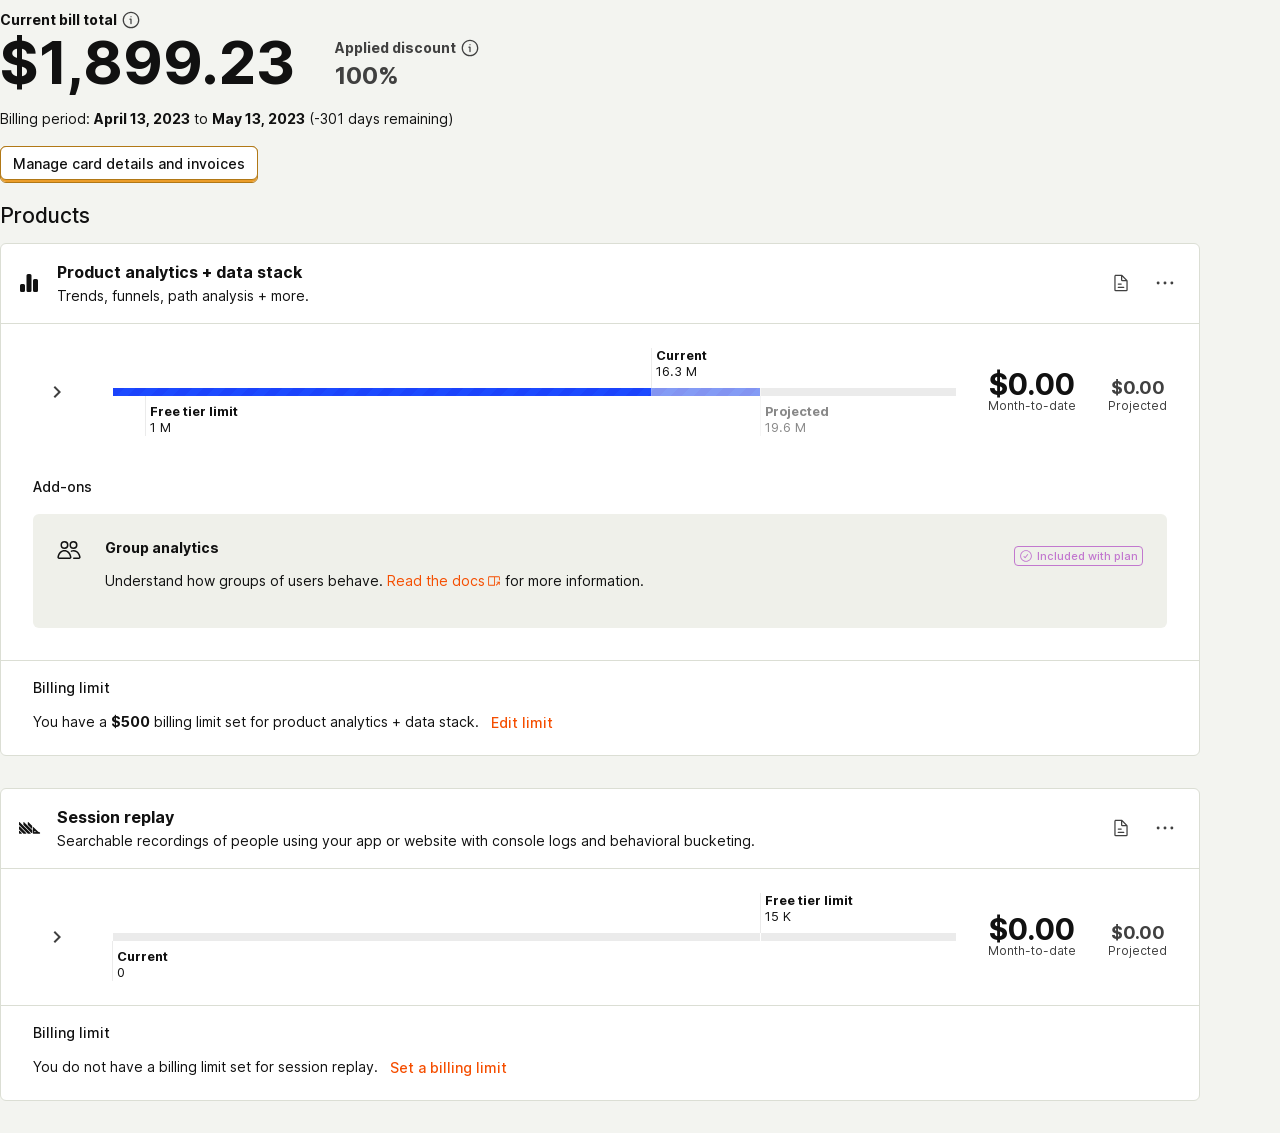 Current bill total
$1,899.23
Applied discount
100%
Billing period: April 13, 2023 to May 13, 2023 (-301 days remaining)
Manage card details and invoices
Products
Product analytics + data stack
Trends, funnels, path analysis + more.
Current
16.3 M
Free tier limit
1 M
Projected
19.6 M
$0.00
Month-to-date
$0.00
Projected
Add-ons
Group analytics
Understand how groups of users behave. Read the docs for more information.
Included with plan
Billing limit
You have a $500 billing limit set for product analytics + data stack. Edit limit
Session replay
Searchable recordings of people using your app or website with console logs and behavioral bucketing.
Free tier limit
15 K
Current
0
$0.00
Month-to-date
$0.00
Projected
Billing limit
You do not have a billing limit set for session replay. Set a billing limit